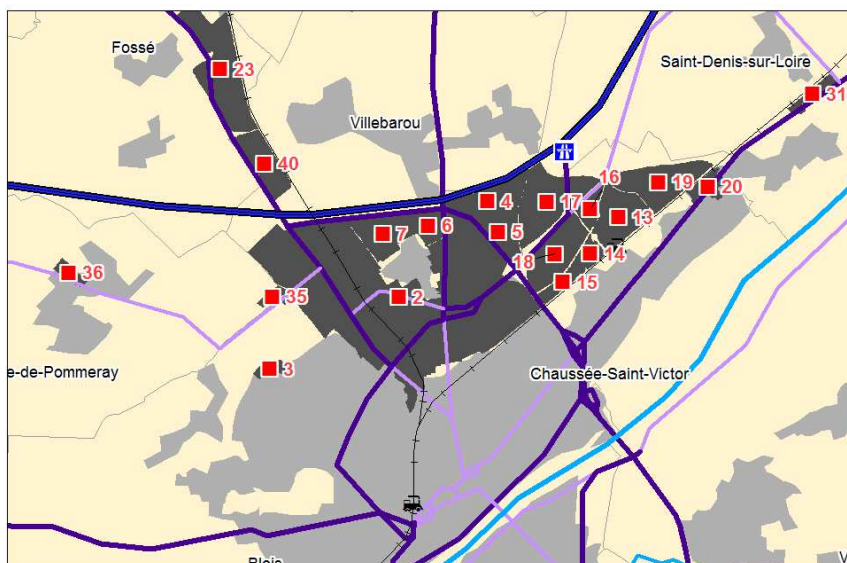 Fossé
23
Saint-Denis-sur-Loire
31
Villebarou
40
16
19
20
4
17
13
7
6
5
18
14
36
35
2
15
3
e-de-Pommeray
Chaussée-Saint-Victor
Blois
V